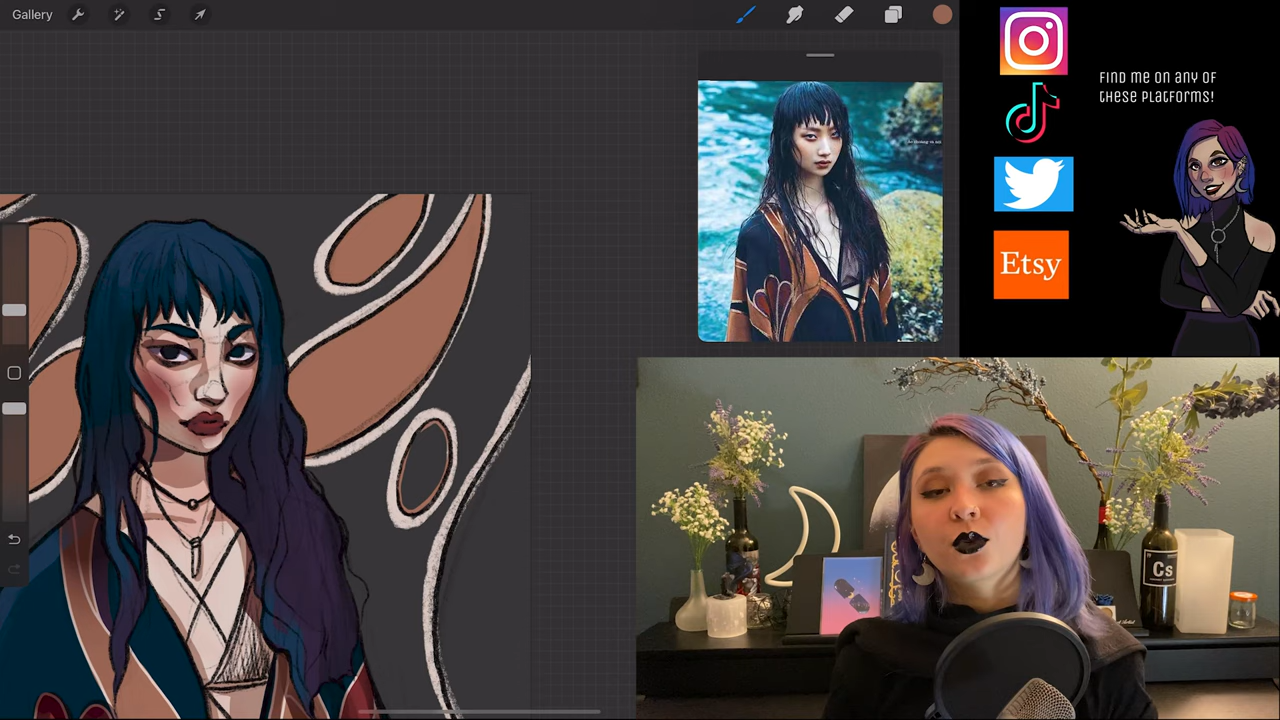 Gallery
FIND ME ON ANY OF
THESE PLATFORMS!
Etsy
Cs